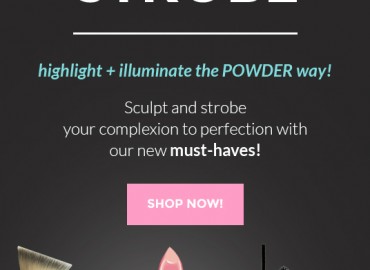 STROBE
highlight + illuminate the POWDER way!
Sculpt and strobe
your complexion to perfection with
our new must-haves!
SHOP NOW!